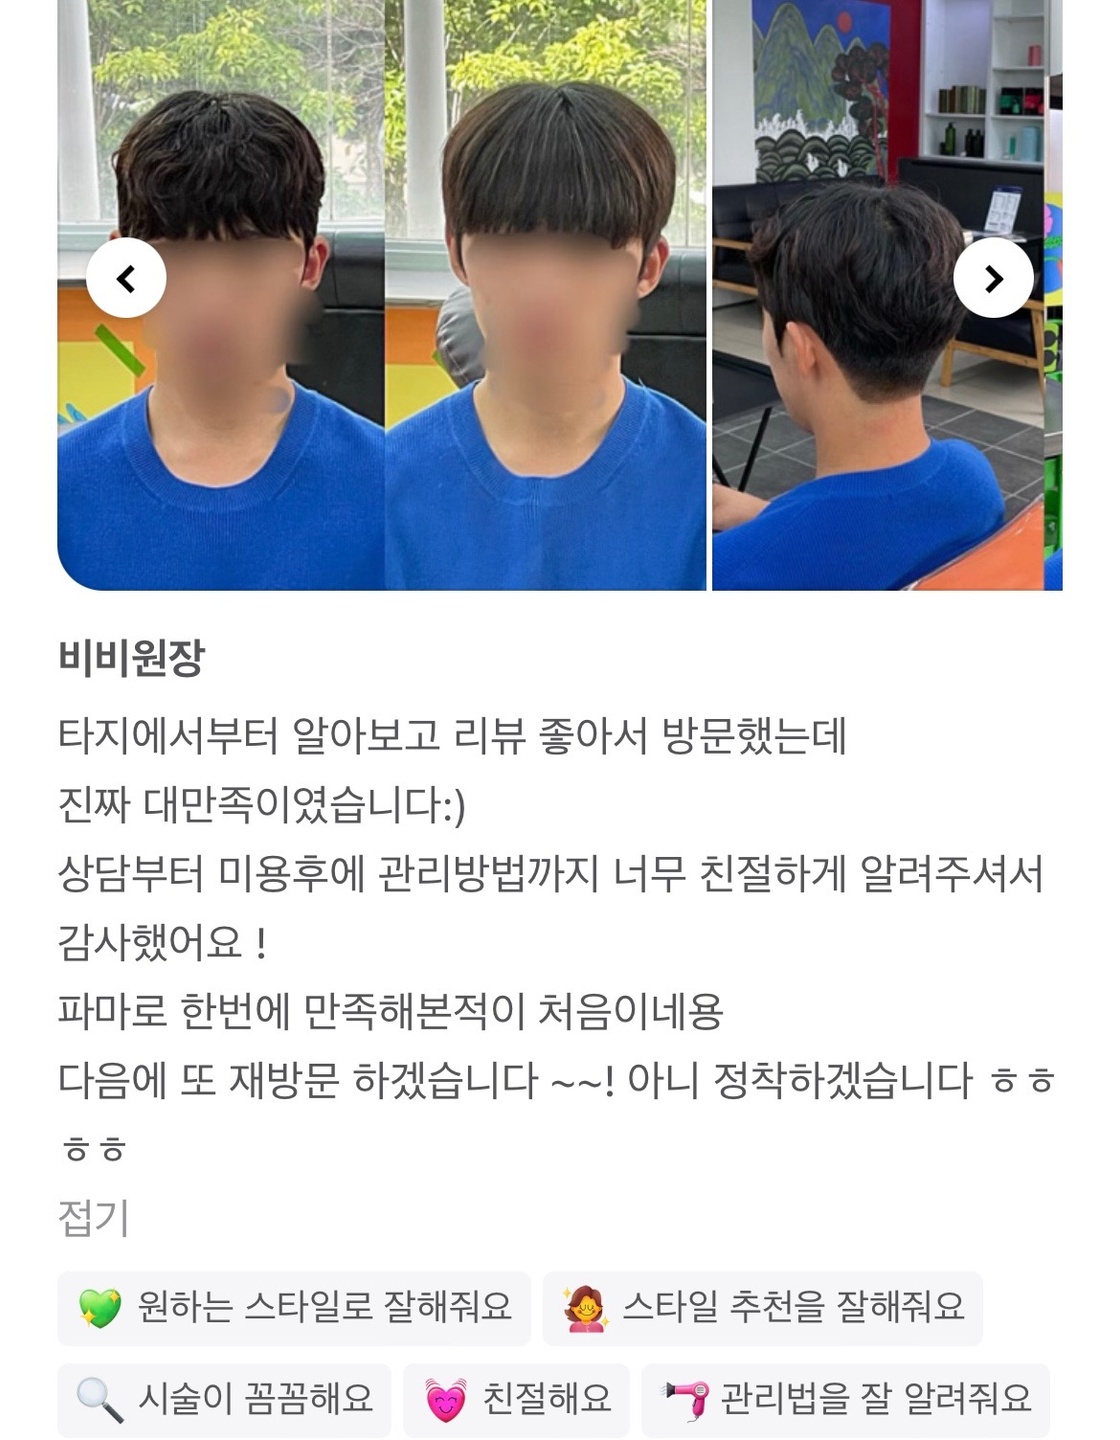 비비원장
타지에서부터 알아보고 리뷰 좋아서 방문했는데
진짜 대만족이였습니다:)
상담부터 미용후에 관리방법까지 너무 친절하게 알려주셔서
감사했어요 !
파마로 한번에 만족해본적이 처음이네용
다음에 또 재방문 하겠습니다 ~~! 아니 정착하겠습니다 ㅎㅎ
ㅎㅎ
접기
💚 원하는 스타일로 잘해줘요
💆 스타일 추천을 잘해줘요
🔍 시술이 꼼꼼해요
💓 친절해요
관리법을 잘 알려줘요